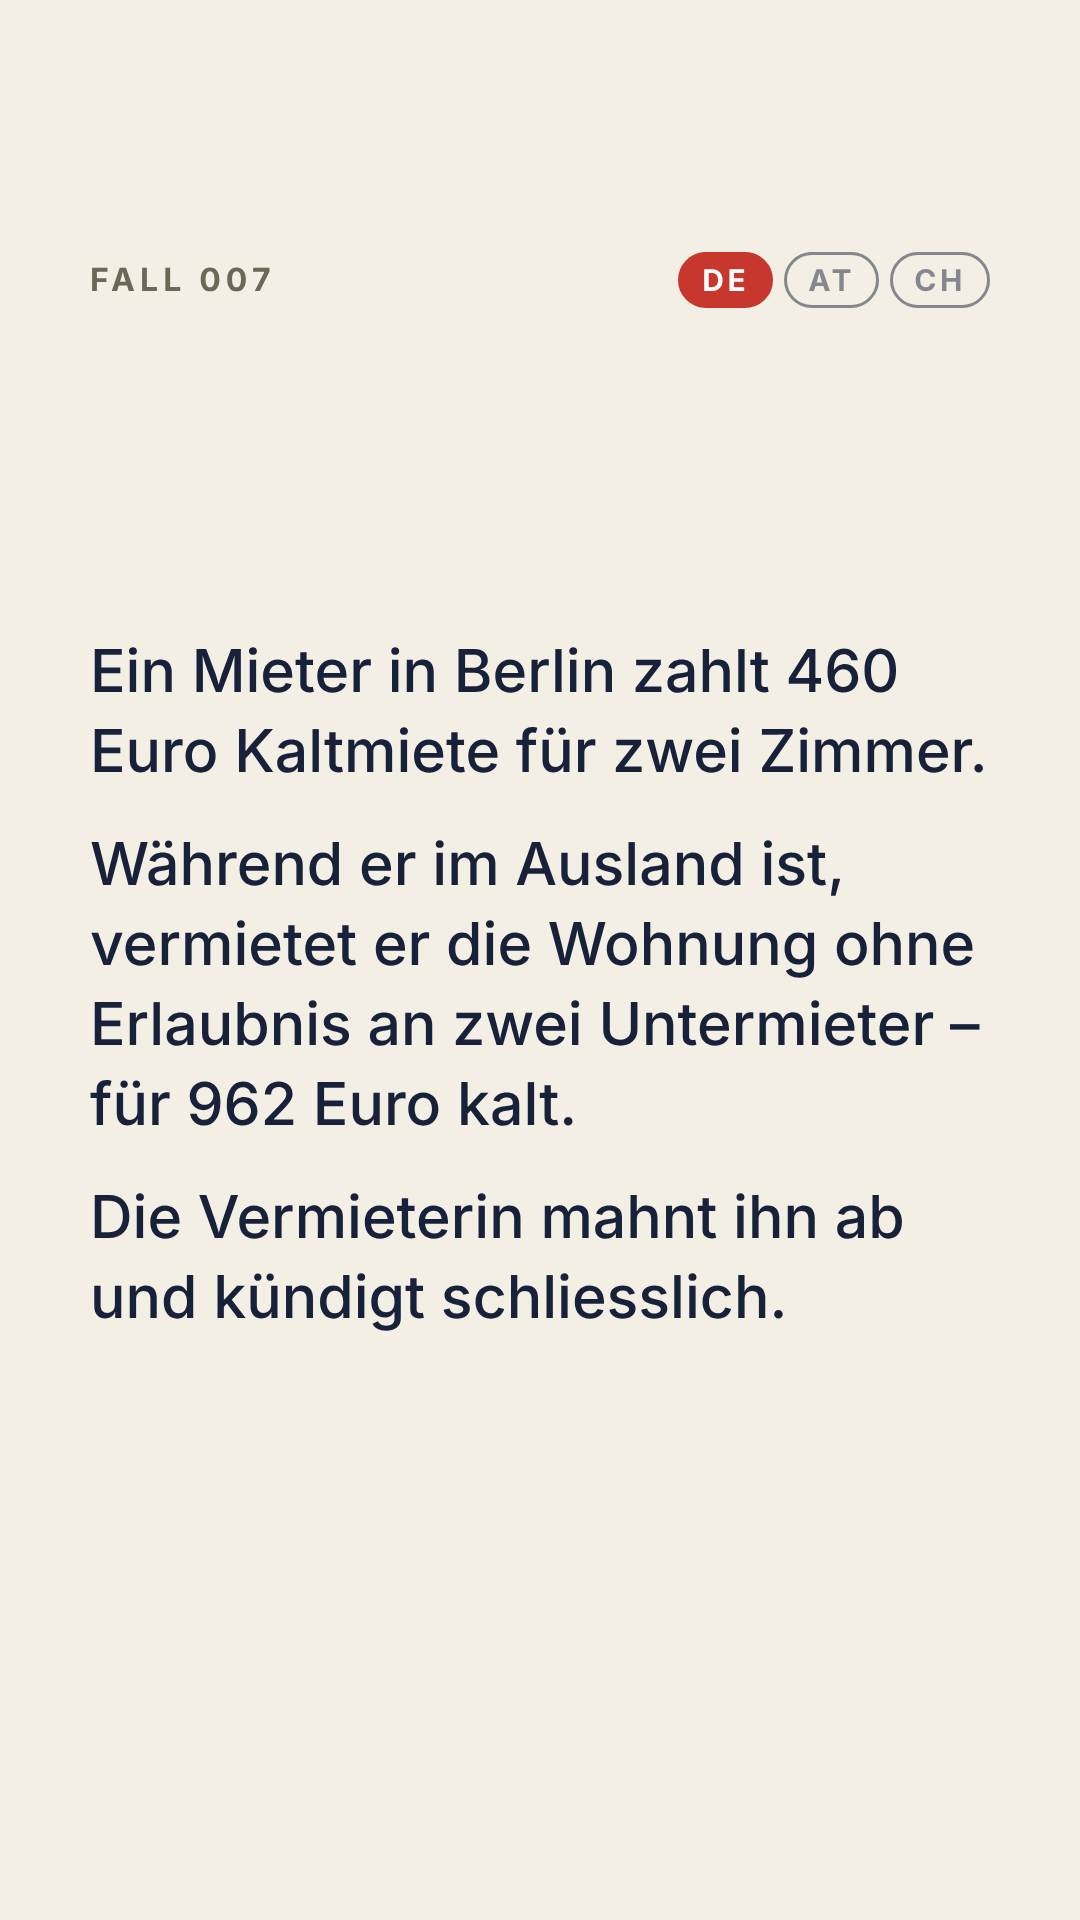 FALL 007
DE AT CH
Ein Mieter in Berlin zahlt 460
Euro Kaltmiete für zwei Zimmer.
Während er im Ausland ist,
vermietet er die Wohnung ohne
Erlaubnis an zwei Untermieter –
für 962 Euro kalt.
Die Vermieterin mahnt ihn ab
und kündigt schliesslich.